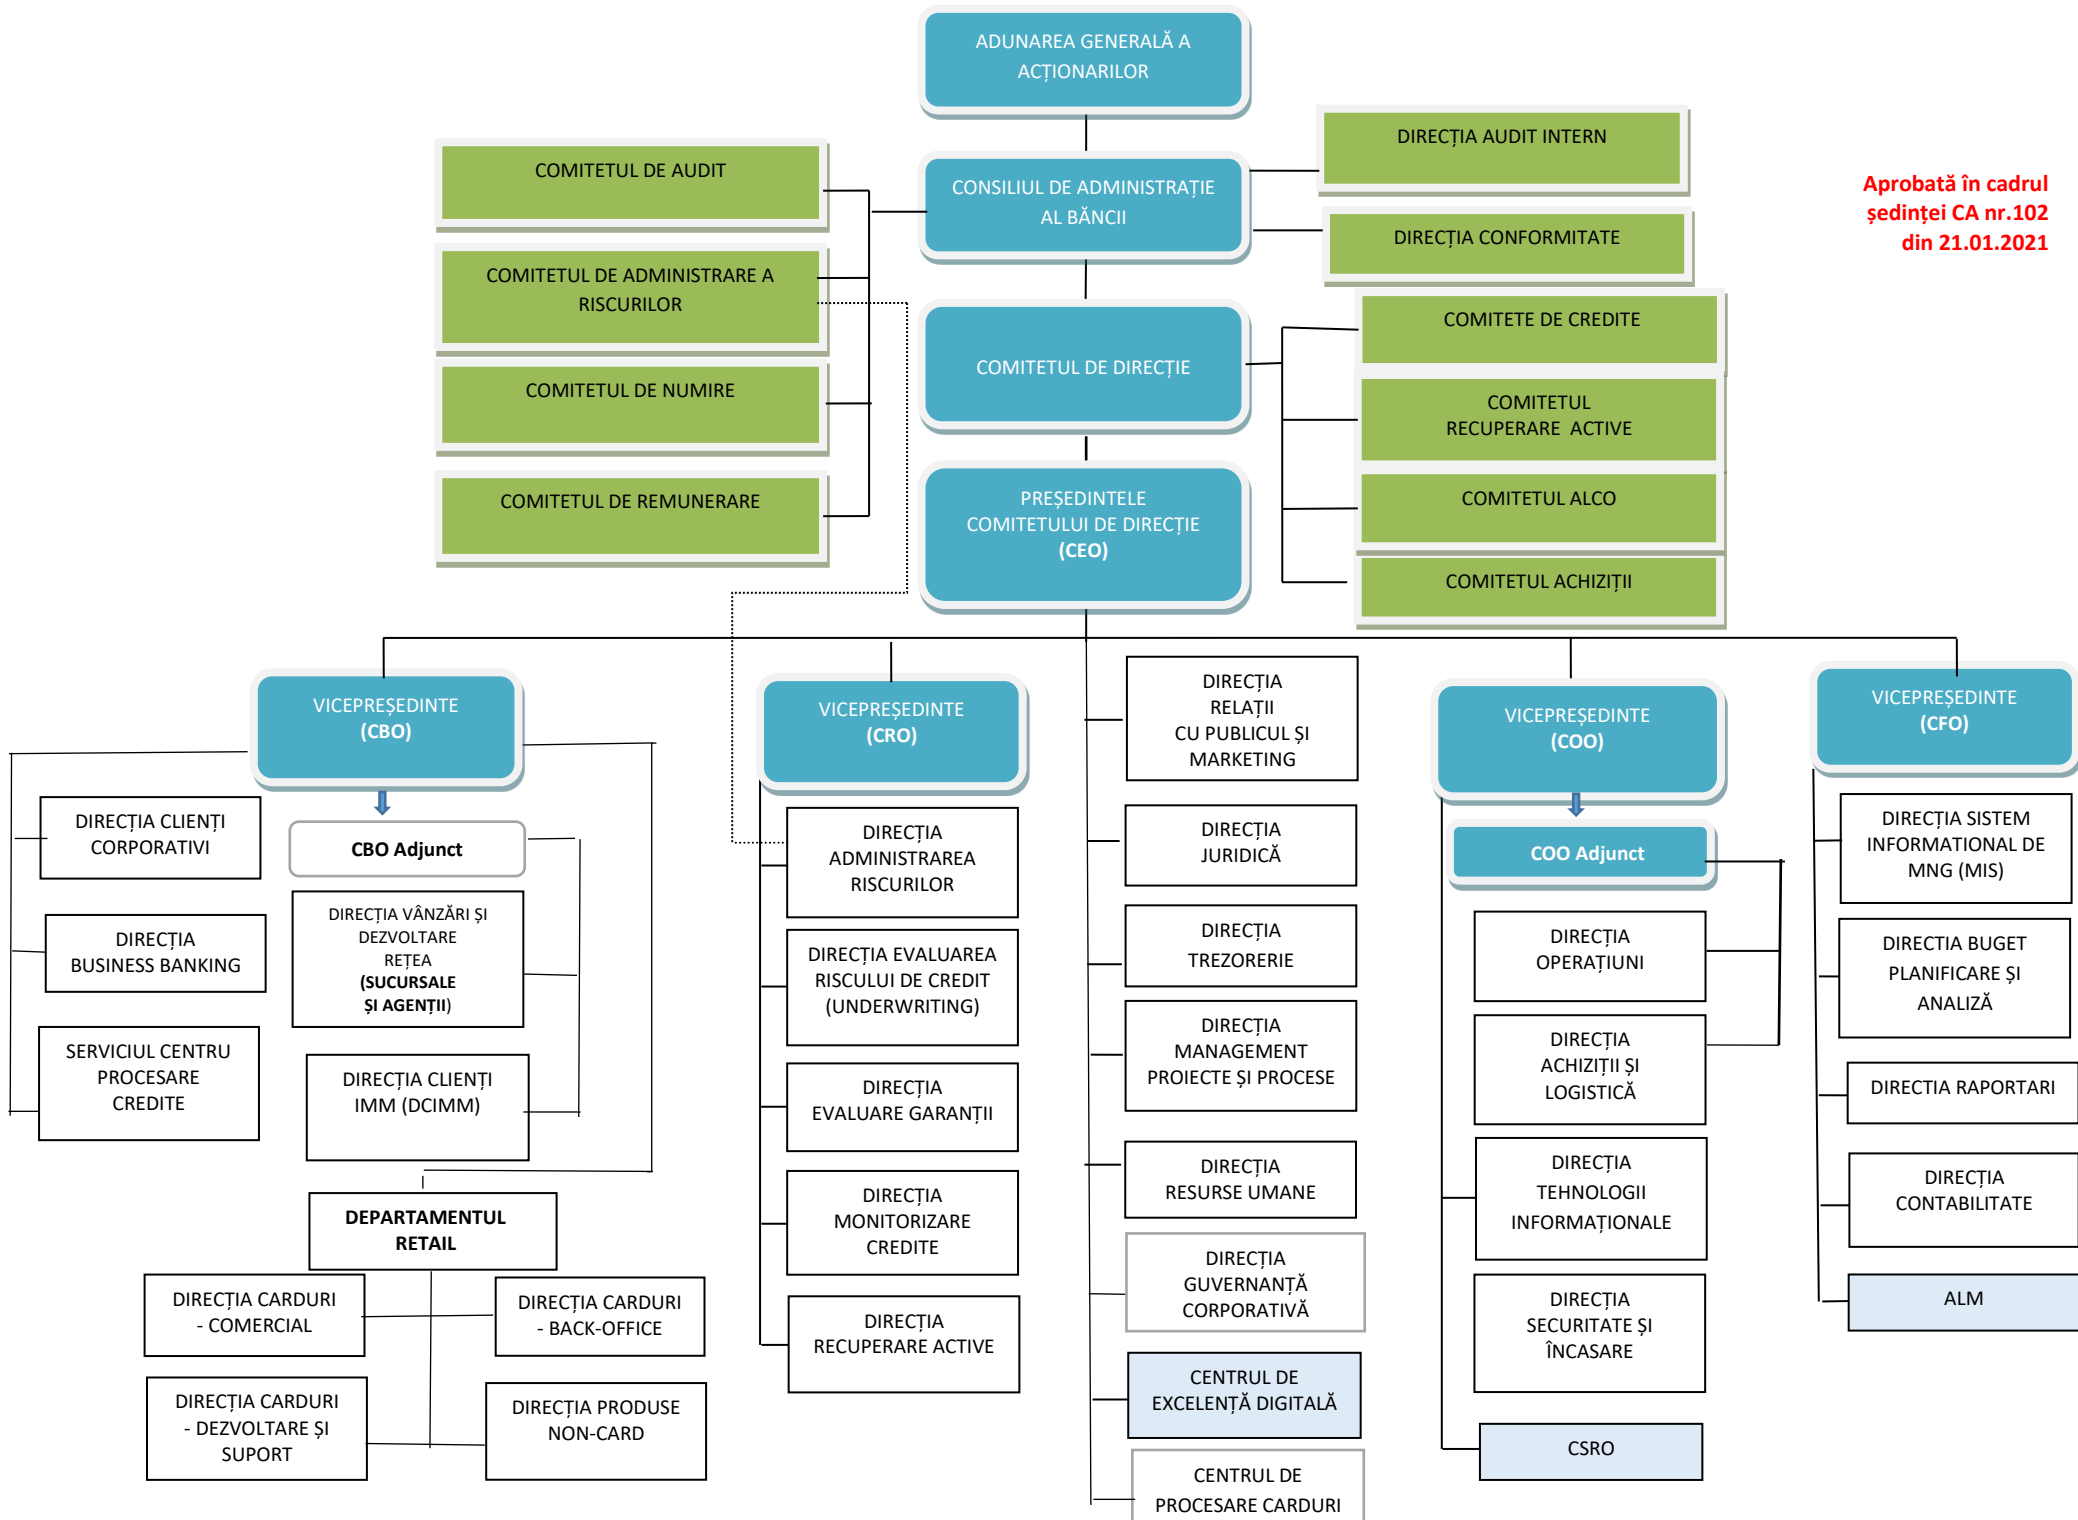 ADUNAREA GENERALĂ A
ACȚIONARILOR
DIRECȚIA AUDIT INTERN
COMITETUL DE AUDIT
CONSILIUL DE ADMINISTRAȚIE
AL BĂNCII
Aprobată în cadrul
ședinței CA nr.102
din 21.01.2021
DIRECȚIA CONFORMITATE
COMITETUL DE ADMINISTRARE A
RISCURILOR
COMITETE DE CREDITE
COMITETUL DE DIRECȚIE
COMITETUL DE NUMIRE
COMITETUL
RECUPERARE  ACTIVE
COMITETUL DE REMUNERARE
PREȘEDINTELE
COMITETULUI DE DIRECȚIE
(CEO)
COMITETUL ALCO
COMITETUL ACHIZIȚII
VICEPREȘEDINTE
(CBO)
VICEPREȘEDINTE
(CRO)
VICEPREȘEDINTE
(COO)
VICEPREȘEDINTE
(CFO)
DIRECȚIA CLIENȚI
CORPORATIVI
DIRECȚIA
BUSINESS BANKING
SERVICIUL CENTRU
PROCESARE
CREDITE
CBO Adjunct
DIRECȚIA VÂNZĂRI ȘI
DEZVOLTARE
REȚEA
(SUCURSALE
ȘI AGENȚII)
DIRECȚIA CLIENȚI
IMM (DCIMM)
DEPARTAMENTUL
RETAIL
DIRECȚIA CARDURI
- COMERCIAL
DIRECȚIA CARDURI
- BACK-OFFICE
DIRECȚIA CARDURI
- DEZVOLTARE ȘI
SUPORT
DIRECȚIA PRODUSE
NON-CARD
DIRECȚIA
ADMINISTRAREA
RISCURILOR
DIRECȚIA EVALUAREA
RISCULUI DE CREDIT
(UNDERWRITING)
DIRECȚIA
EVALUARE GARANȚII
DIRECȚIA
MONITORIZARE
CREDITE
DIRECȚIA
RECUPERARE ACTIVE
DIRECȚIA
RELAȚII
CU PUBLICUL ȘI
MARKETING
DIRECȚIA
JURIDICĂ
DIRECȚIA
TREZORERIE
DIRECȚIA
MANAGEMENT
PROIECTE ȘI PROCESE
DIRECȚIA
RESURSE UMANE
DIRECȚIA
GUVERNANȚĂ
CORPORATIVĂ
CENTRUL DE
EXCELENȚĂ DIGITALĂ
CENTRUL DE
PROCESARE CARDURI
COO Adjunct
DIRECȚIA
OPERAȚIUNI
DIRECȚIA
ACHIZIȚII ȘI
LOGISTICĂ
DIRECȚIA
TEHNOLOGII
INFORMAȚIONALE
DIRECȚIA
SECURITATE ȘI
ÎNCASARE
CSRO
DIRECȚIA SISTEM
INFORMATIONAL DE
MNG (MIS)
DIRECTIA BUGET
PLANIFICARE ȘI
ANALIZĂ
DIRECTIA RAPORTARI
DIRECȚIA
CONTABILITATE
ALM